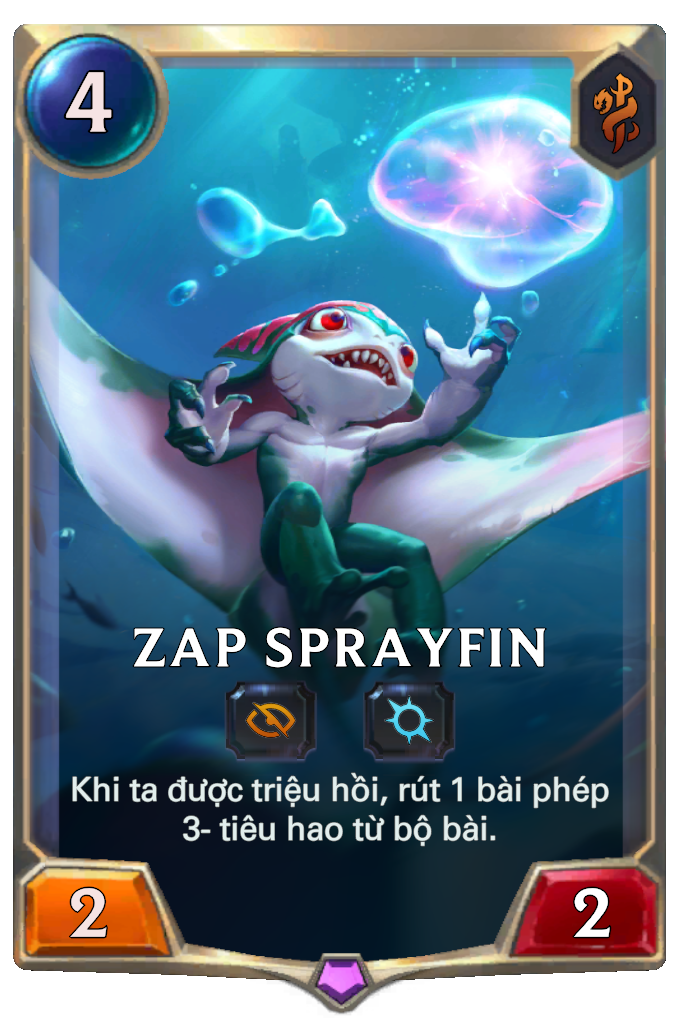 4
ZAP SPRAYFIN
Khi ta được triệu hồi, rút 1 bài phép
3- tiêu hao từ bộ bài.
2
2